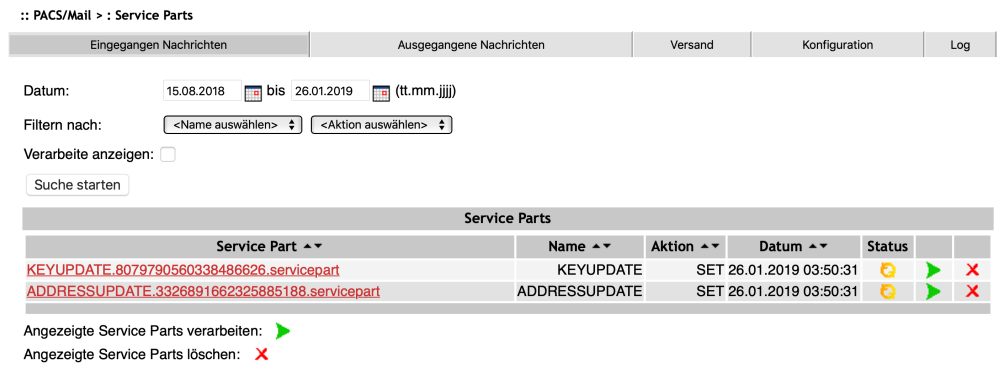 :: PACS/Mail > : Service Parts
Eingegangen Nachrichten Ausgegangene Nachrichten Versand Konfiguration Log
Datum: 15.08.2018 bis 26.01.2019 (tt.mm.jjjj)
Filtern nach: <Name auswählen> <Aktion auswählen>
Verarbeite anzeigen:
Suche starten
Service Parts
Service Part Name Aktion Datum Status
KEYUPDATE.8079790560338486626.servicepart KEYUPDATE SET 26.01.2019 03:50:31
ADDRESSUPDATE.3326891662325885188.servicepart ADDRESSUPDATE SET 26.01.2019 03:50:31
Angezeigte Service Parts verarbeiten:
Angezeigte Service Parts löschen: